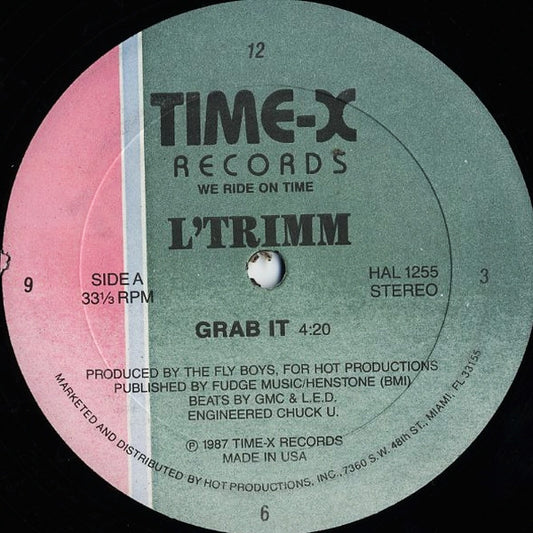 12
TIME-X
RECORDS
WE RIDE ON TIME
L'TRIMM
9
SIDE A
33⅓ RPM
HAL 1255
STEREO
3
GRAB IT 4:20
PRODUCED BY THE FLY BOYS, FOR HOT PRODUCTIONS
PUBLISHED BY FUDGE MUSIC/HENSTONE (BMI)
BEATS BY GMC & L.E.D.
ENGINEERED CHUCK U.
℗ 1987 TIME-X RECORDS
MADE IN USA
MARKETED AND DISTRIBUTED BY HOT PRODUCTIONS, INC., 7360 S.W. 48th ST., MIAMI, FL 33155
6